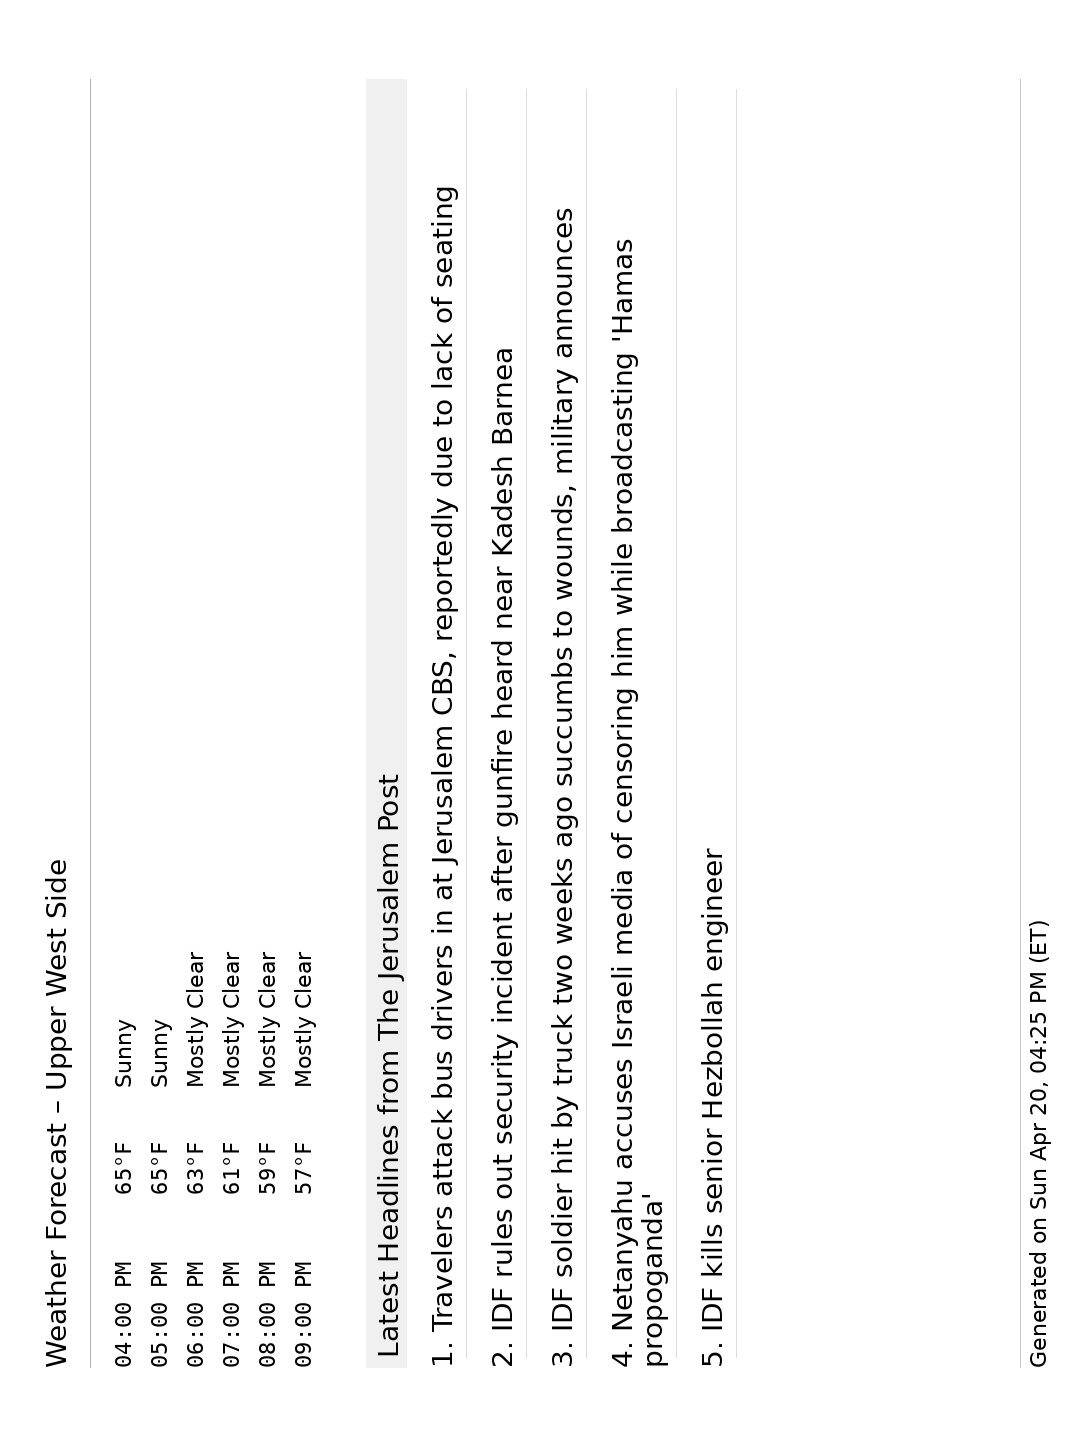 Weather Forecast – Upper West Side
04:00 PM 65°F Sunny
05:00 PM 65°F Sunny
06:00 PM 63°F Mostly Clear
07:00 PM 61°F Mostly Clear
08:00 PM 59°F Mostly Clear
09:00 PM 57°F Mostly Clear
Latest Headlines from The Jerusalem Post
1. Travelers attack bus drivers in at Jerusalem CBS, reportedly due to lack of seating
2. IDF rules out security incident after gunfire heard near Kadesh Barnea
3. IDF soldier hit by truck two weeks ago succumbs to wounds, military announces
4. Netanyahu accuses Israeli media of censoring him while broadcasting 'Hamas
propoganda'
5. IDF kills senior Hezbollah engineer
Generated on Sun Apr 20, 04:25 PM (ET)